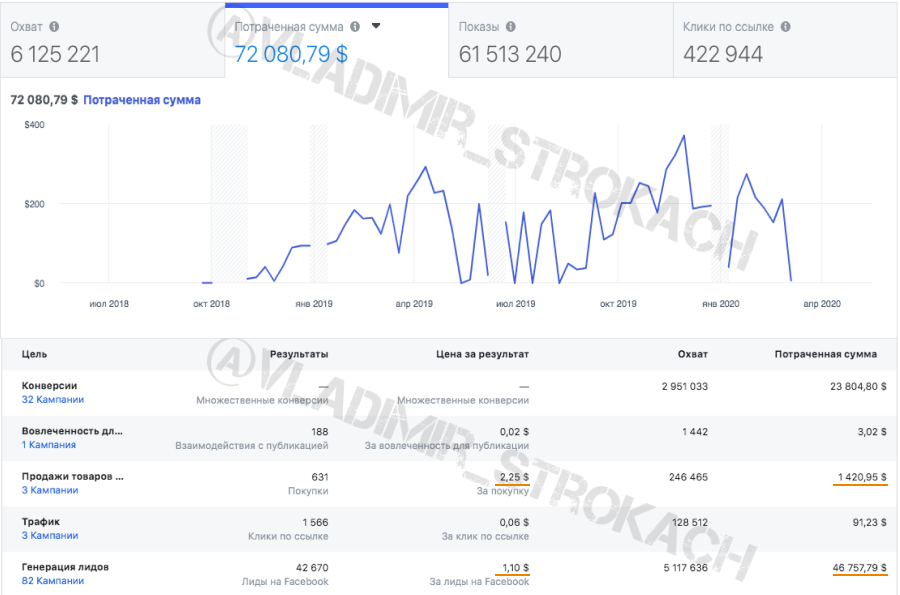 Охват
Потраченная сумма
Показы
Клики по ссылке
6 125 221
72 080,79 $
61 513 240
422 944
72 080,79 $ Потраченная сумма
$400
$200
$0
июл 2018
окт 2018
янв 2019
апр 2019
июл 2019
окт 2019
янв 2020
апр 2020
@VLADIMIR_STROKACH
Цель
Результаты
Цена за результат
Охват
Потраченная сумма
Конверсии
—
—
2 951 033
23 804,80 $
32 Кампании
Множественные конверсии
Множественные конверсии
Вовлеченность дл...
188
0,02 $
1 442
3,02 $
1 Кампания
Взаимодействия с публикацией
За вовлеченность для публикации
Продажи товаров ...
631
2,25 $
246 465
1 420,95 $
3 Кампании
Покупки
За покупку
Трафик
1 566
0,06 $
128 512
91,23 $
3 Кампании
Клики по ссылке
За клик по ссылке
Генерация лидов
42 670
1,10 $
5 117 636
46 757,79 $
82 Кампании
Лиды на Facebook
За лиды на Facebook
@VLADIMIR_STROKACH